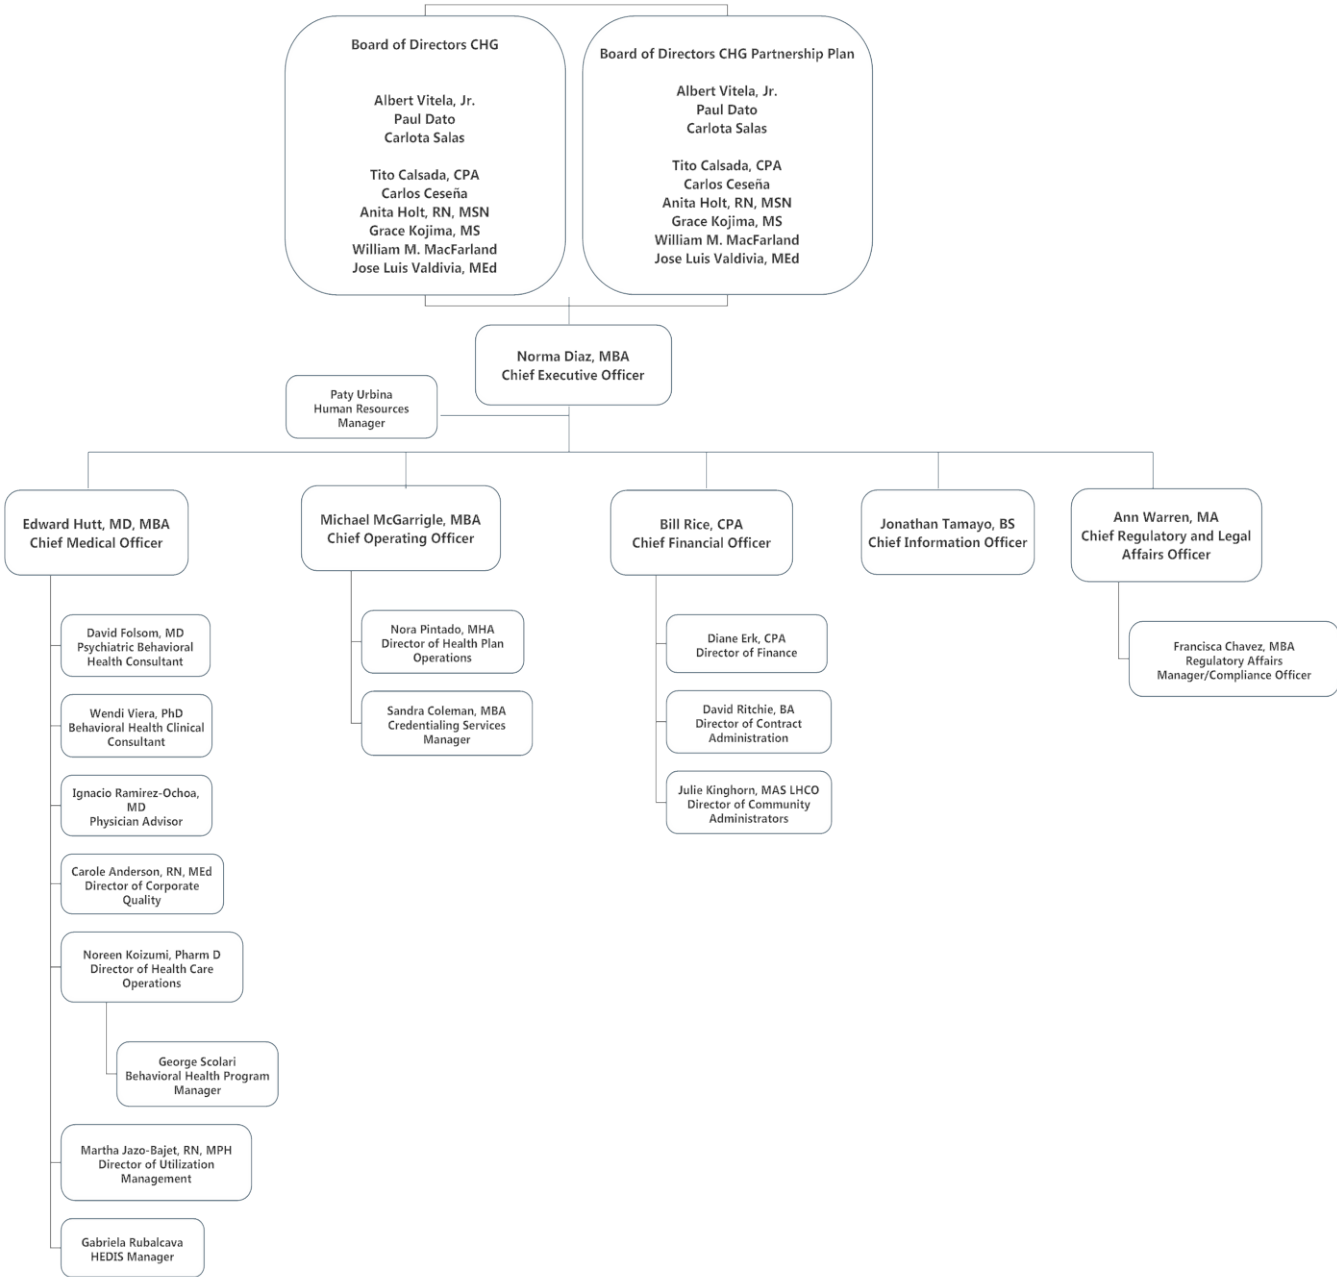 Board of Directors CHG
Albert Vitela, Jr.
Paul Dato
Carlota Salas
Tito Calsada, CPA
Carlos Ceseña
Anita Holt, RN, MSN
Grace Kojima, MS
William M. MacFarland
Jose Luis Valdivia, MEd
Board of Directors CHG Partnership Plan
Albert Vitela, Jr.
Paul Dato
Carlota Salas
Tito Calsada, CPA
Carlos Ceseña
Anita Holt, RN, MSN
Grace Kojima, MS
William M. MacFarland
Jose Luis Valdivia, MEd
Norma Diaz, MBA
Chief Executive Officer
Paty Urbina
Human Resources
Manager
Edward Hutt, MD, MBA
Chief Medical Officer
David Folsom, MD
Psychiatric Behavioral
Health Consultant
Wendi Viera, PhD
Behavioral Health Clinical
Consultant
Ignacio Ramirez-Ochoa,
MD
Physician Advisor
Carole Anderson, RN, MEd
Director of Corporate
Quality
Noreen Koizumi, Pharm D
Director of Health Care
Operations
George Scolari
Behavioral Health Program
Manager
Martha Jazo-Bajet, RN, MPH
Director of Utilization
Management
Gabriela Rubalcava
HEDIS Manager
Michael McGarrigle, MBA
Chief Operating Officer
Nora Pintado, MHA
Director of Health Plan
Operations
Sandra Coleman, MBA
Credentialing Services
Manager
Bill Rice, CPA
Chief Financial Officer
Diane Erk, CPA
Director of Finance
David Ritchie, BA
Director of Contract
Administration
Julie Kinghorn, MAS LHCO
Director of Community
Administrators
Jonathan Tamayo, BS
Chief Information Officer
Ann Warren, MA
Chief Regulatory and Legal
Affairs Officer
Francisca Chavez, MBA
Regulatory Affairs
Manager/Compliance Officer